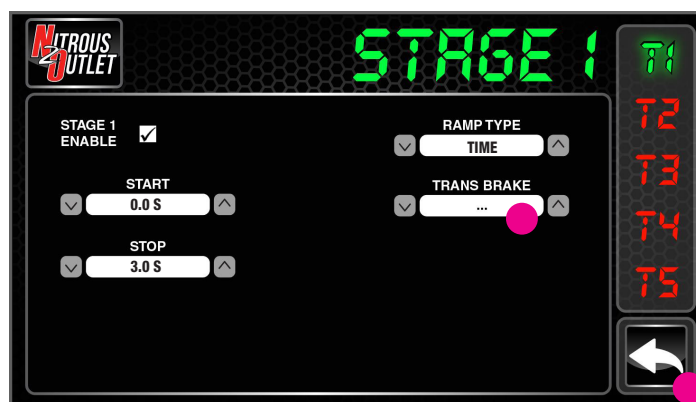 NITROUS
2
OUTLET
STAGE 1
T1
T2
T3
T4
T5
STAGE 1
ENABLE
START
0.0 S
STOP
3.0 S
RAMP TYPE
TIME
TRANS BRAKE
...